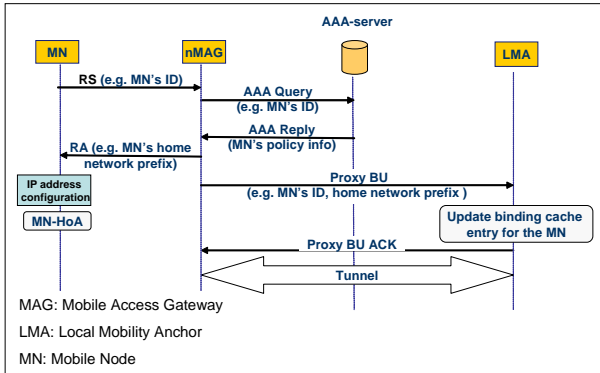 AAA-server
MN
nMAG
LMA
RS (e.g. MN's ID)
AAA Query
(e.g. MN's ID)
AAA Reply
(MN's policy info)
RA (e.g. MN's home
network prefix)
Proxy BU
(e.g. MN's ID, home network prefix )
IP address
configuration
MN-HoA
Update binding cache
entry for the MN
Proxy BU ACK
Tunnel
MAG: Mobile Access Gateway
LMA: Local Mobility Anchor
MN: Mobile Node